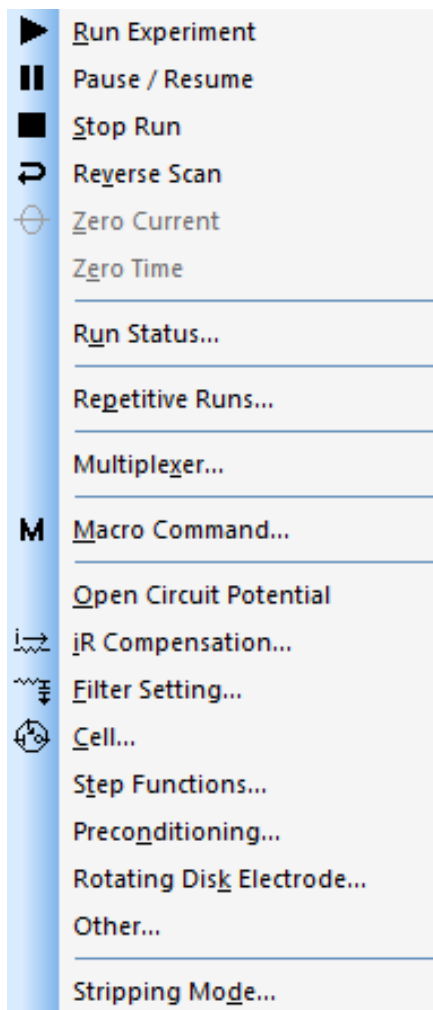 Run Experiment
Pause / Resume
Stop Run
Reverse Scan
Zero Current
Zero Time
Run Status...
Repetitive Runs...
Multiplexer...
M Macro Command...
Open Circuit Potential
i iR Compensation...
Filter Setting...
Cell...
Step Functions...
Preconditioning...
Rotating Disk Electrode...
Other...
Stripping Mode...